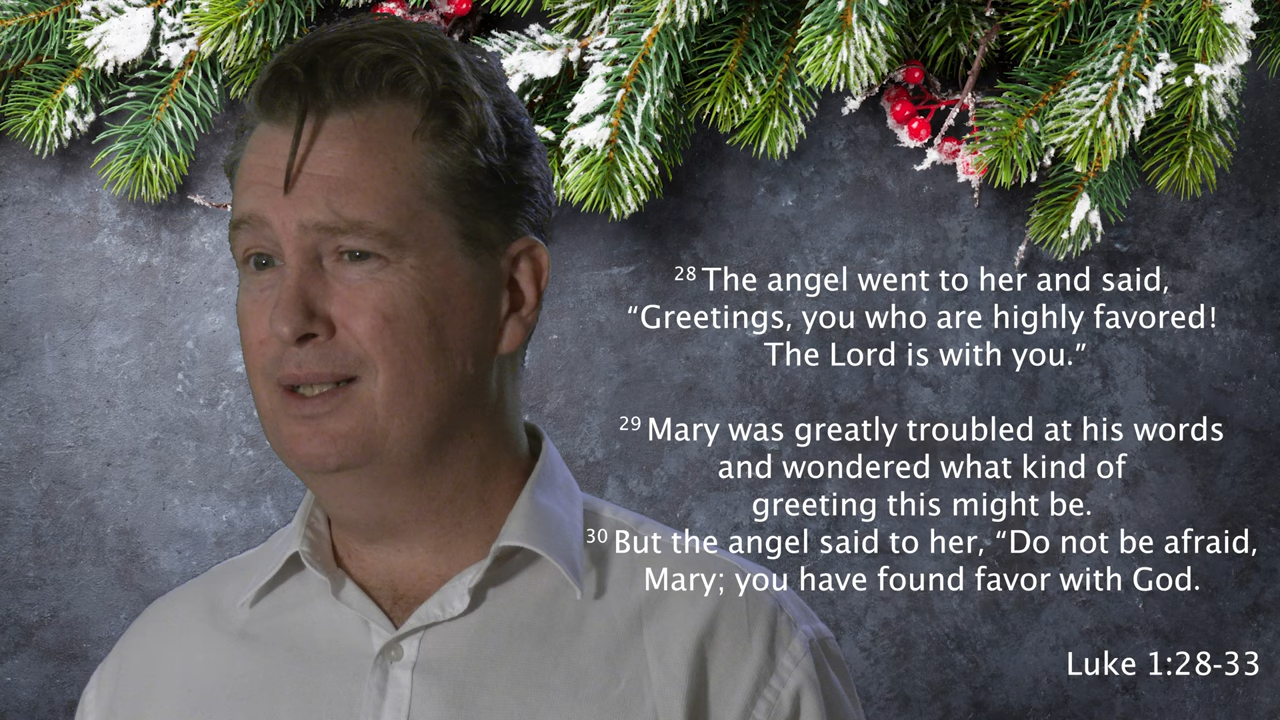 28 The angel went to her and said,
“Greetings, you who are highly favored!
The Lord is with you.”
29 Mary was greatly troubled at his words
and wondered what kind of
greeting this might be.
30 But the angel said to her, “Do not be afraid,
Mary; you have found favor with God.
Luke 1:28-33